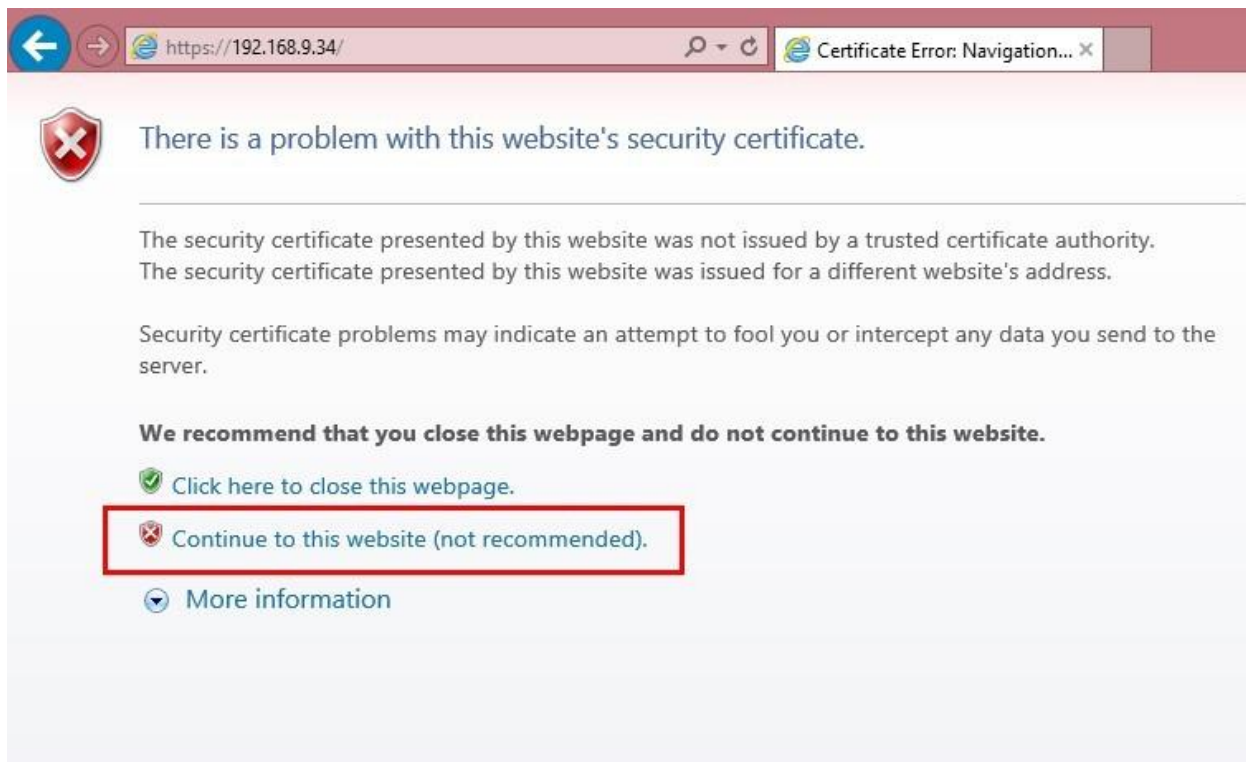 https://192.168.9.34/
Certificate Error: Navigation...
There is a problem with this website's security certificate.
The security certificate presented by this website was not issued by a trusted certificate authority.
The security certificate presented by this website was issued for a different website's address.
Security certificate problems may indicate an attempt to fool you or intercept any data you send to the
server.
We recommend that you close this webpage and do not continue to this website.
Click here to close this webpage.
Continue to this website (not recommended).
More information